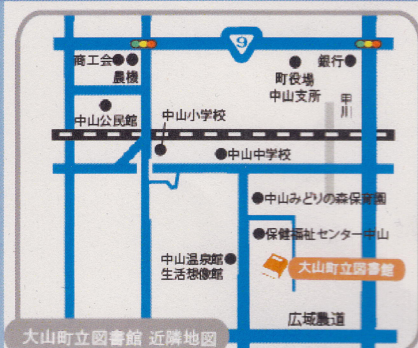 9
商工会
農機
銀行
町役場
中山支所
甲川
中山公民館
中山小学校
中山中学校
中山みどりの森保育園
保健福祉センター中山
中山温泉館
生活想像館
大山町立図書館
広域農道
大山町立図書館 近隣地図